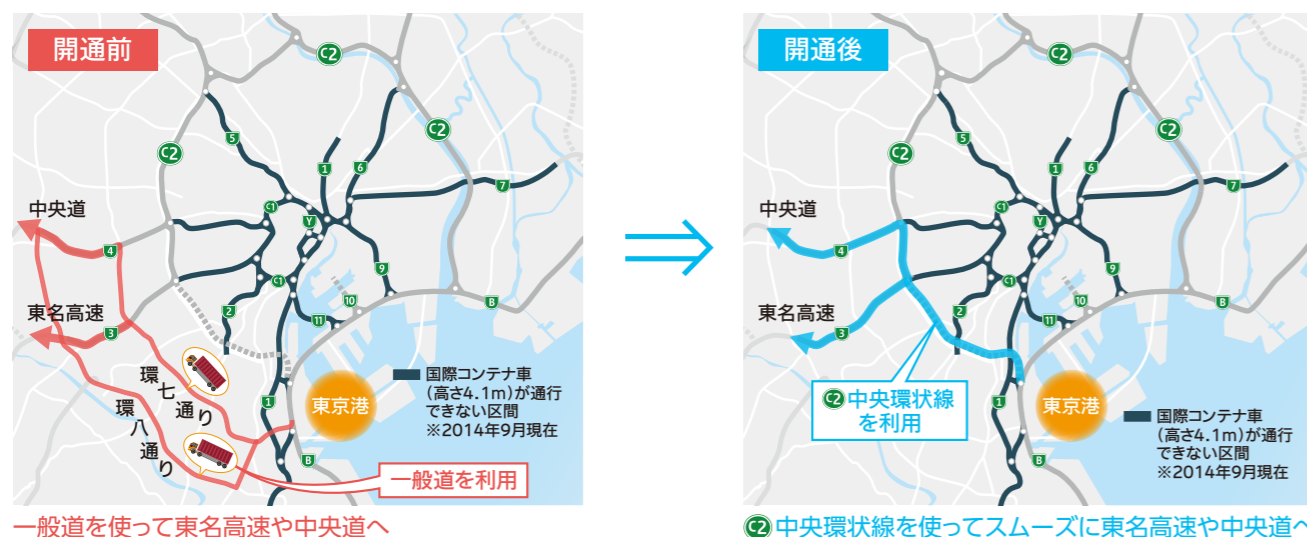 開通前
C2
C2
C2
5
1
6
7
C1
Y
中央道
4
9
C1
10
B
東名高速
3
2
11
環七通り
環八通り
1
東京港
国際コンテナ車
(高さ4.1m)が通行
できない区間
※2014年9月現在
B
一般道を利用
一般道を使って東名高速や中央道へ
開通後
C2
C2
C2
5
1
6
7
C1
Y
中央道
4
9
C1
10
B
東名高速
3
2
11
C2中央環状線
を利用
1
東京港
国際コンテナ車
(高さ4.1m)が通行
できない区間
※2014年9月現在
B
C2中央環状線を使ってスムーズに東名高速や中央道へ